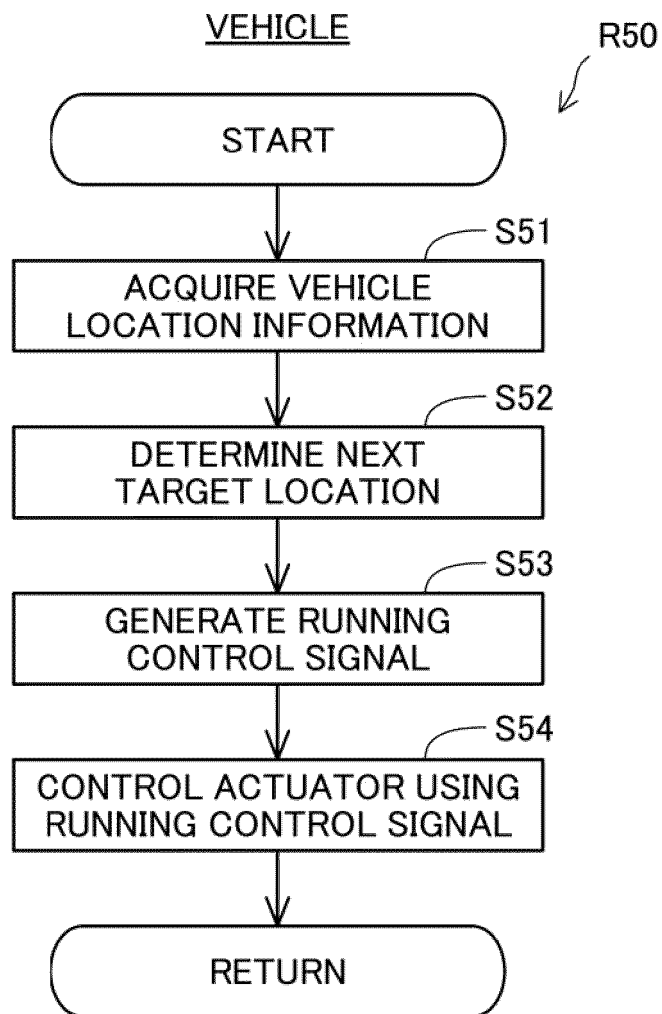 VEHICLE
R50
START
S51
ACQUIRE VEHICLE
LOCATION INFORMATION
S52
DETERMINE NEXT
TARGET LOCATION
S53
GENERATE RUNNING
CONTROL SIGNAL
S54
CONTROL ACTUATOR USING
RUNNING CONTROL SIGNAL
RETURN